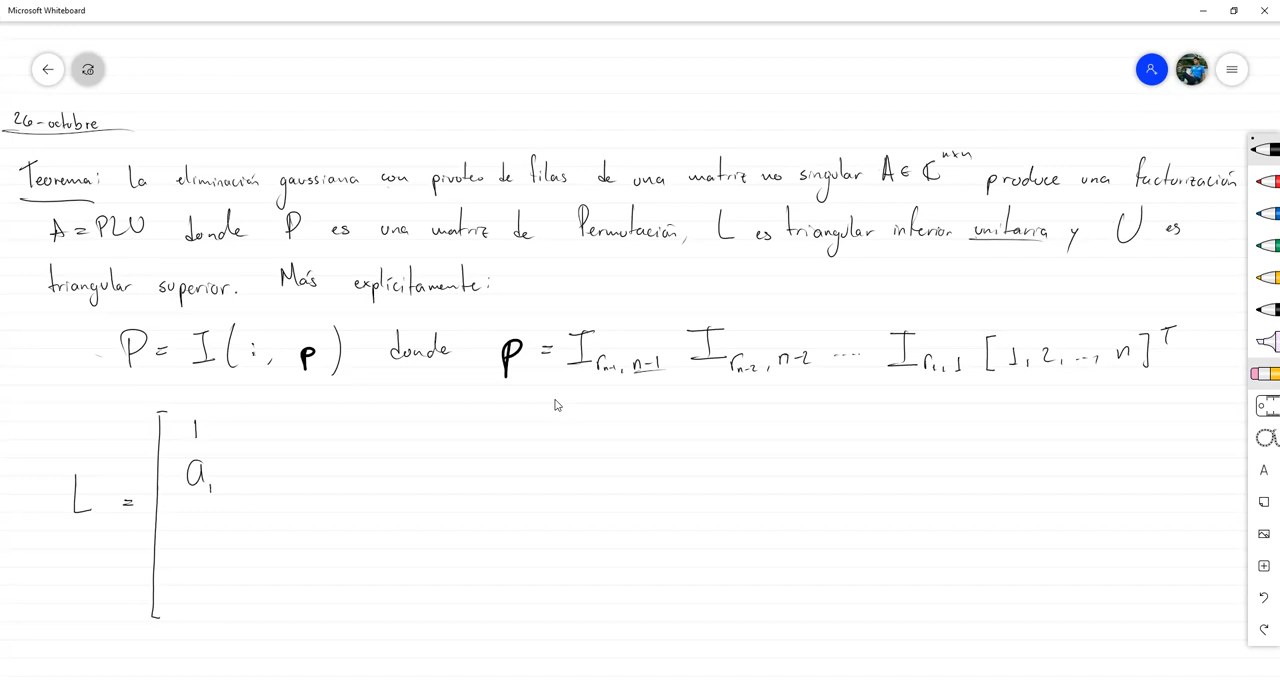 Microsoft Whiteboard
26-octubre
Teorema: La eliminación gaussiana con pivoteo de filas de una matriz no singular A ∈ ℂ^{n×n} produce una factorización
A = PLU donde P es una matriz de Permutación, L es triangular inferior unitaria y U es
triangular superior. Más explícitamente:
P = I(:, p) donde p = I_{r_{n-1}, n-1} I_{r_{n-2}, n-2} .... I_{r_1, 1} [1, 2, ..., n]^T
1
a_1
L = [
A